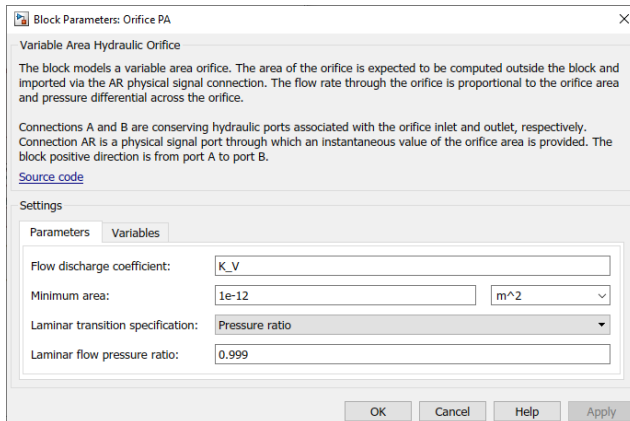 Block Parameters: Orifice PA
Variable Area Hydraulic Orifice
The block models a variable area orifice. The area of the orifice is expected to be computed outside the block and
imported via the AR physical signal connection. The flow rate through the orifice is proportional to the orifice area
and pressure differential across the orifice.
Connections A and B are conserving hydraulic ports associated with the orifice inlet and outlet, respectively.
Connection AR is a physical signal port through which an instantaneous value of the orifice area is provided. The
block positive direction is from port A to port B.
Source code
Settings
Parameters Variables
Flow discharge coefficient: K_V
Minimum area: 1e-12 m^2
Laminar transition specification: Pressure ratio
Laminar flow pressure ratio: 0.999
OK Cancel Help Apply